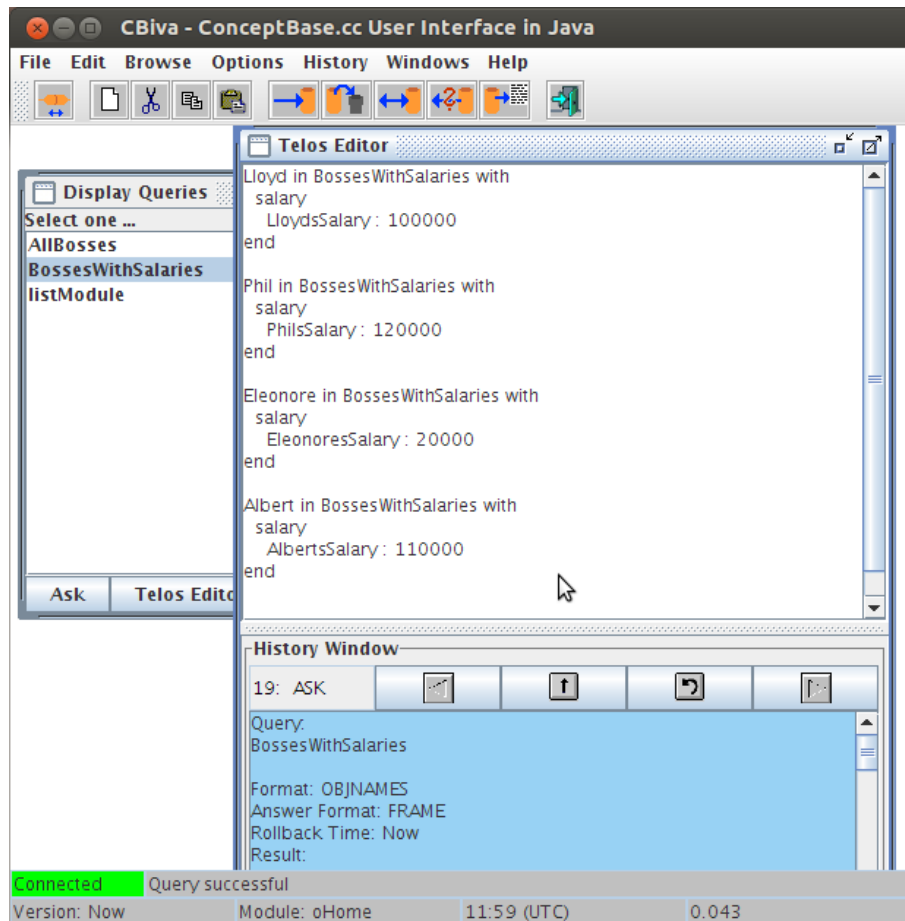 CBiva - ConceptBase.cc User Interface in Java
File Edit Browse Options History Windows Help
Telos Editor
Display Queries
Select one ...
AllBosses
BossesWithSalaries
listModule
Ask Telos Edito
Lloyd in BossesWithSalaries with
salary
LloydsSalary : 100000
end
Phil in BossesWithSalaries with
salary
PhilsSalary : 120000
end
Eleonore in BossesWithSalaries with
salary
EleonoresSalary : 20000
end
Albert in BossesWithSalaries with
salary
AlbertsSalary : 110000
end
History Window
19: ASK
Query:
BossesWithSalaries
Format: OBJNAMES
Answer Format: FRAME
Rollback Time: Now
Result:
Connected Query successful
Version: Now Module: oHome 11:59 (UTC) 0.043